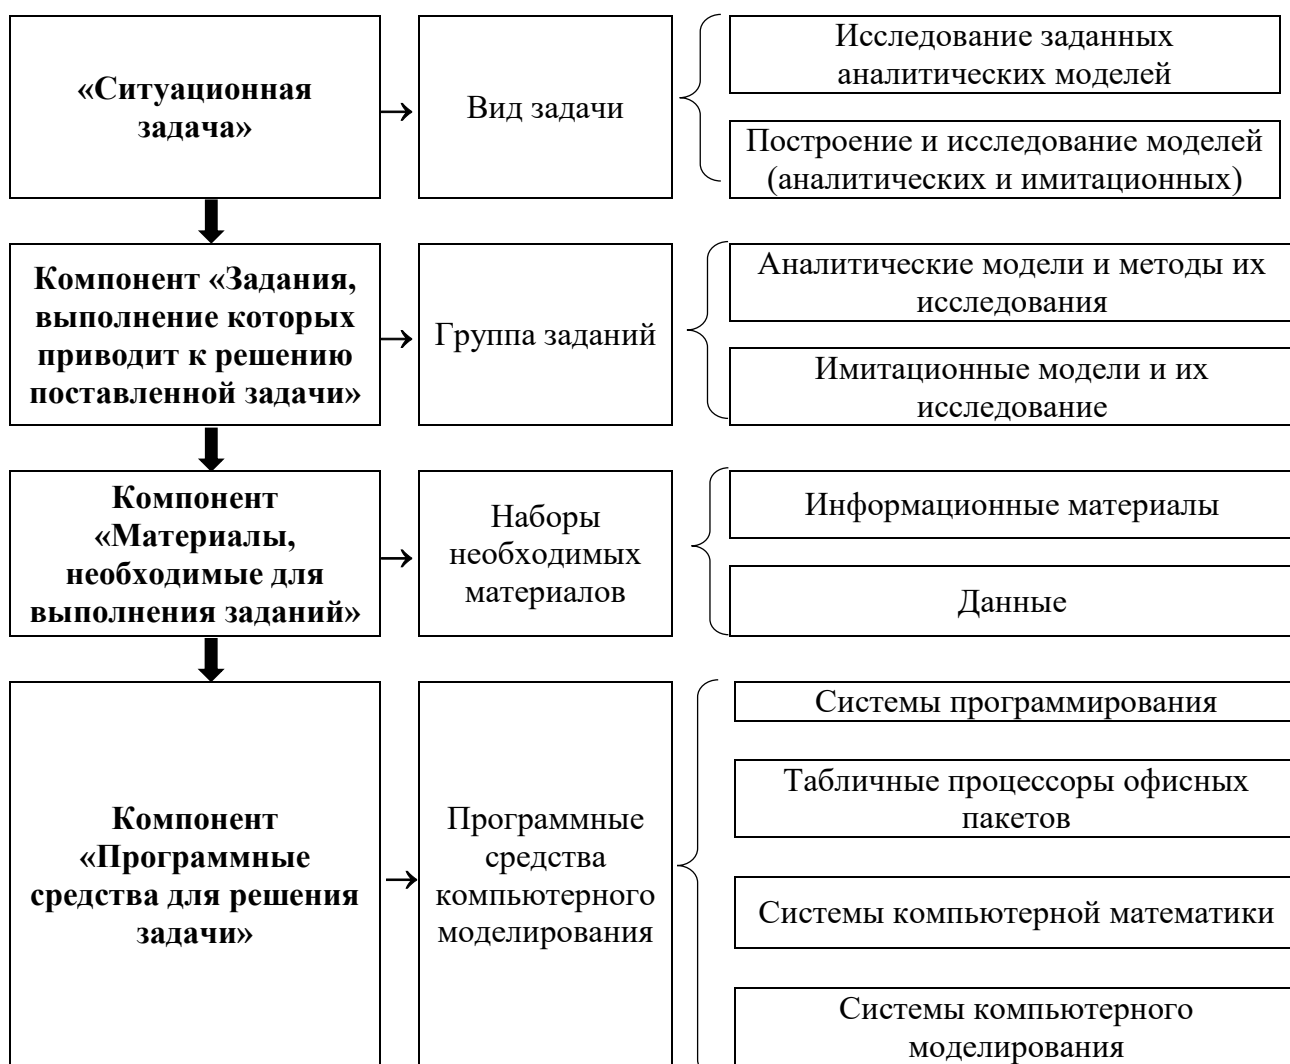 «Ситуационная
задача»
Вид задачи
Исследование заданных
аналитических моделей
Построение и исследование моделей
(аналитических и имитационных)
Компонент «Задания,
выполнение которых
приводит к решению
поставленной задачи»
Группа заданий
Аналитические модели и методы их
исследования
Имитационные модели и их
исследование
Компонент
«Материалы,
необходимые для
выполнения заданий»
Наборы
необходимых
материалов
Информационные материалы
Данные
Компонент
«Программные
средства для решения
задачи»
Программные
средства
компьютерного
моделирования
Системы программирования
Табличные процессоры офисных
пакетов
Системы компьютерной математики
Системы компьютерного
моделирования